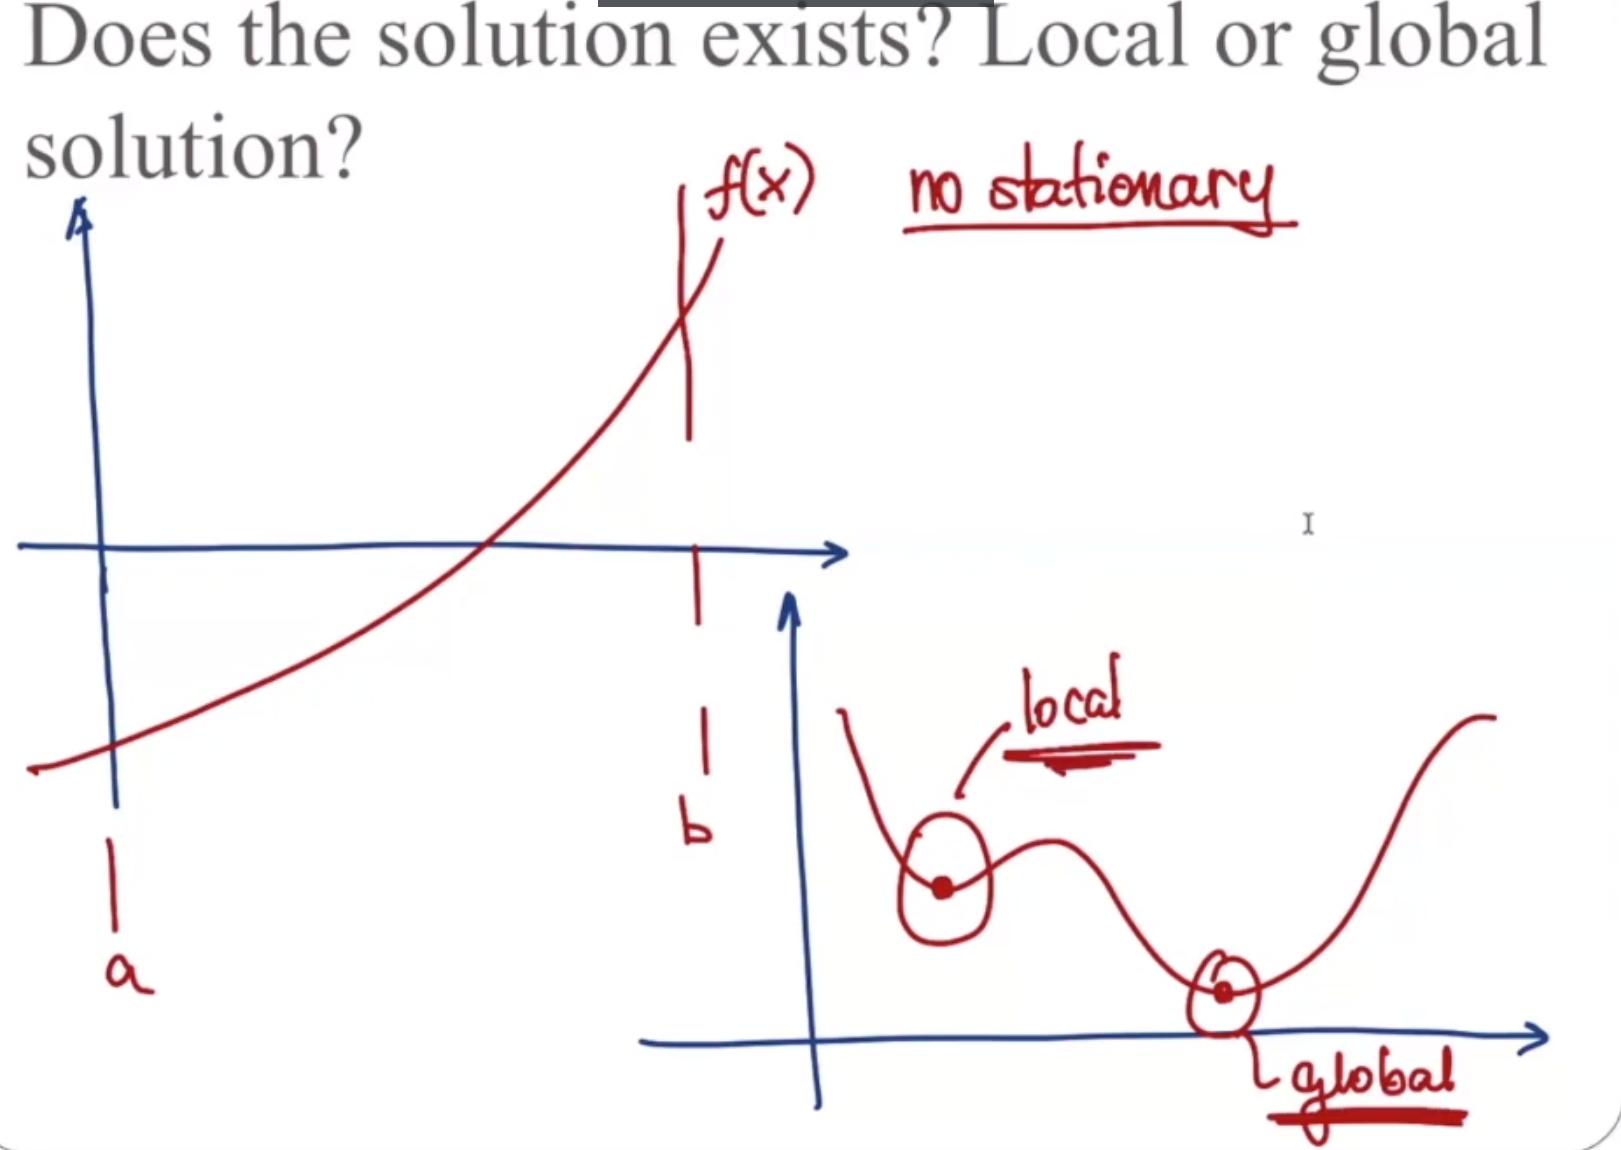 Does the solution exists? Local or global
solution?
f(x)
no stationary
local
b
a
global